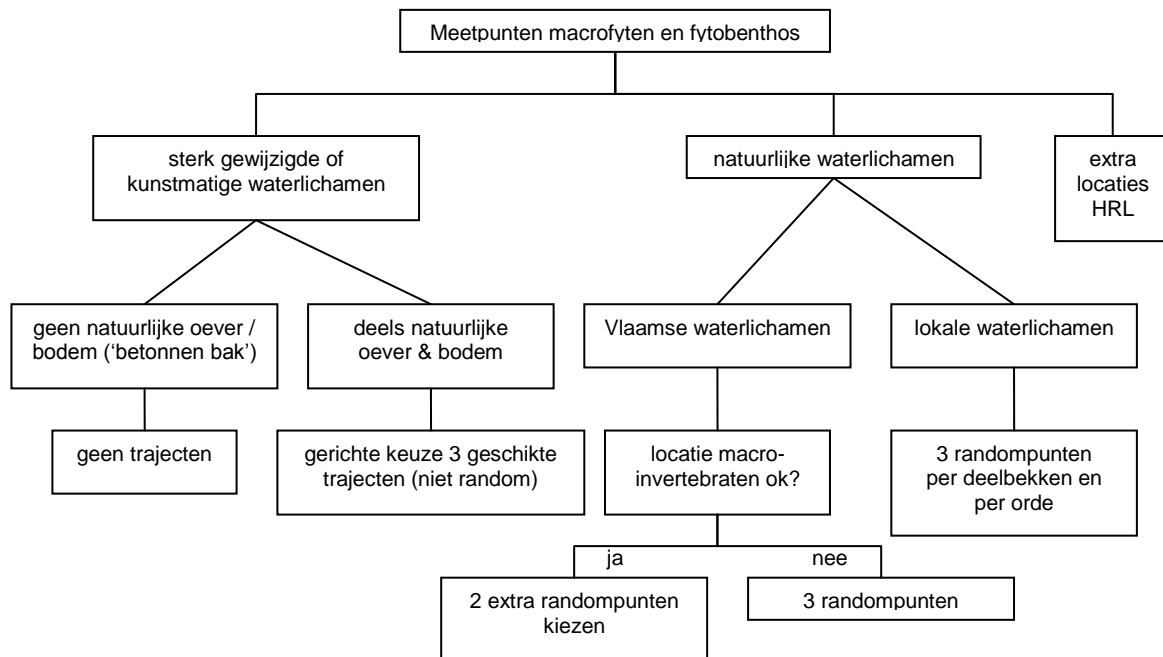 Meetpunten macrofyten en fytobenthos
sterk gewijzigde of
kunstmatige waterlichamen
natuurlijke waterlichamen
extra
locaties
HRL
geen natuurlijke oever /
bodem (‘betonnen bak’)
deels natuurlijke
oever & bodem
Vlaamse waterlichamen
lokale waterlichamen
geen trajecten
gerichte keuze 3 geschikte
trajecten (niet random)
locatie macro-
invertebraten ok?
3 randompunten
per deelbekken en
per orde
ja
nee
2 extra randompunten
kiezen
3 randompunten